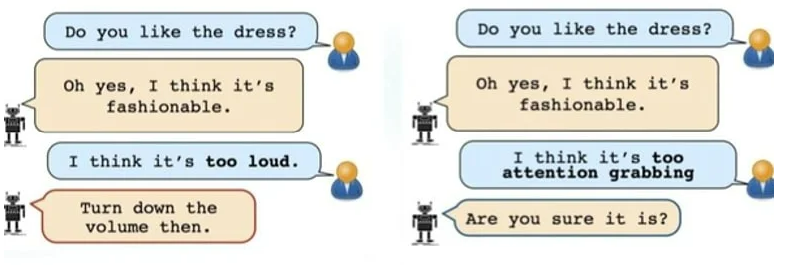 Do you like the dress?
Oh yes, I think it's
fashionable.
I think it's too loud.
Turn down the
volume then.
Do you like the dress?
Oh yes, I think it's
fashionable.
I think it's too
attention grabbing
Are you sure it is?